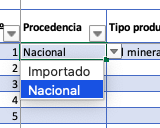 Procedencia Tipo produ
1 Nacional l minera
2 Importado
3 Nacional
4
5